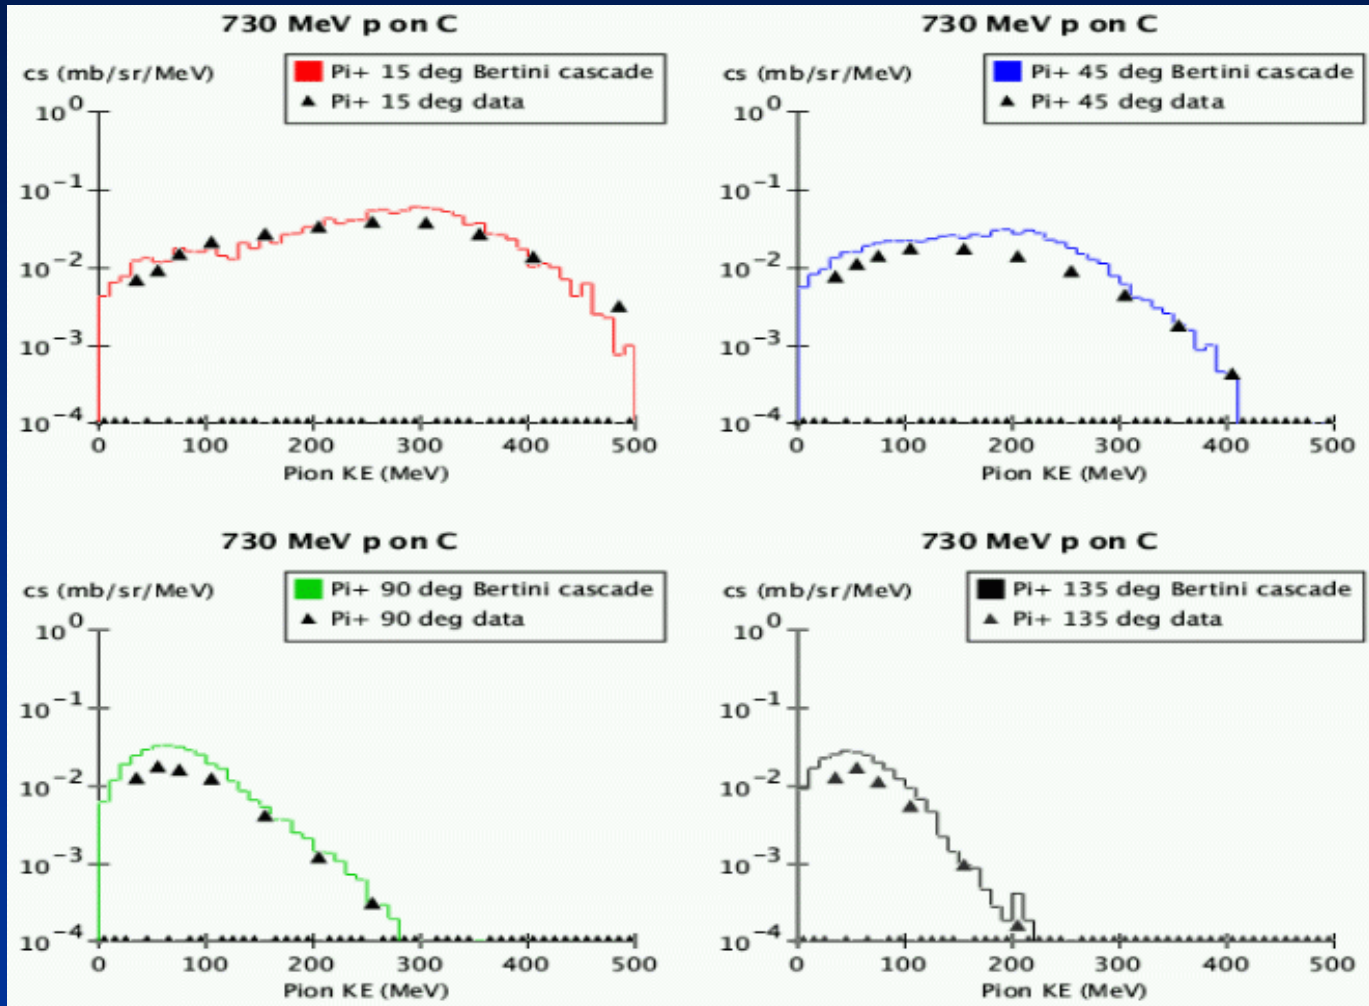 730 MeV p on C
cs (mb/sr/MeV)
Pi+ 15 deg Bertini cascade
Pi+ 15 deg data
10^0
10^-1
10^-2
10^-3
10^-4
0 100 200 300 400 500
Pion KE (MeV)
730 MeV p on C
cs (mb/sr/MeV)
Pi+ 45 deg Bertini cascade
Pi+ 45 deg data
10^0
10^-1
10^-2
10^-3
10^-4
0 100 200 300 400 500
Pion KE (MeV)
730 MeV p on C
cs (mb/sr/MeV)
Pi+ 90 deg Bertini cascade
Pi+ 90 deg data
10^0
10^-1
10^-2
10^-3
10^-4
0 100 200 300 400 500
Pion KE (MeV)
730 MeV p on C
cs (mb/sr/MeV)
Pi+ 135 deg Bertini cascade
Pi+ 135 deg data
10^0
10^-1
10^-2
10^-3
10^-4
0 100 200 300 400 500
Pion KE (MeV)